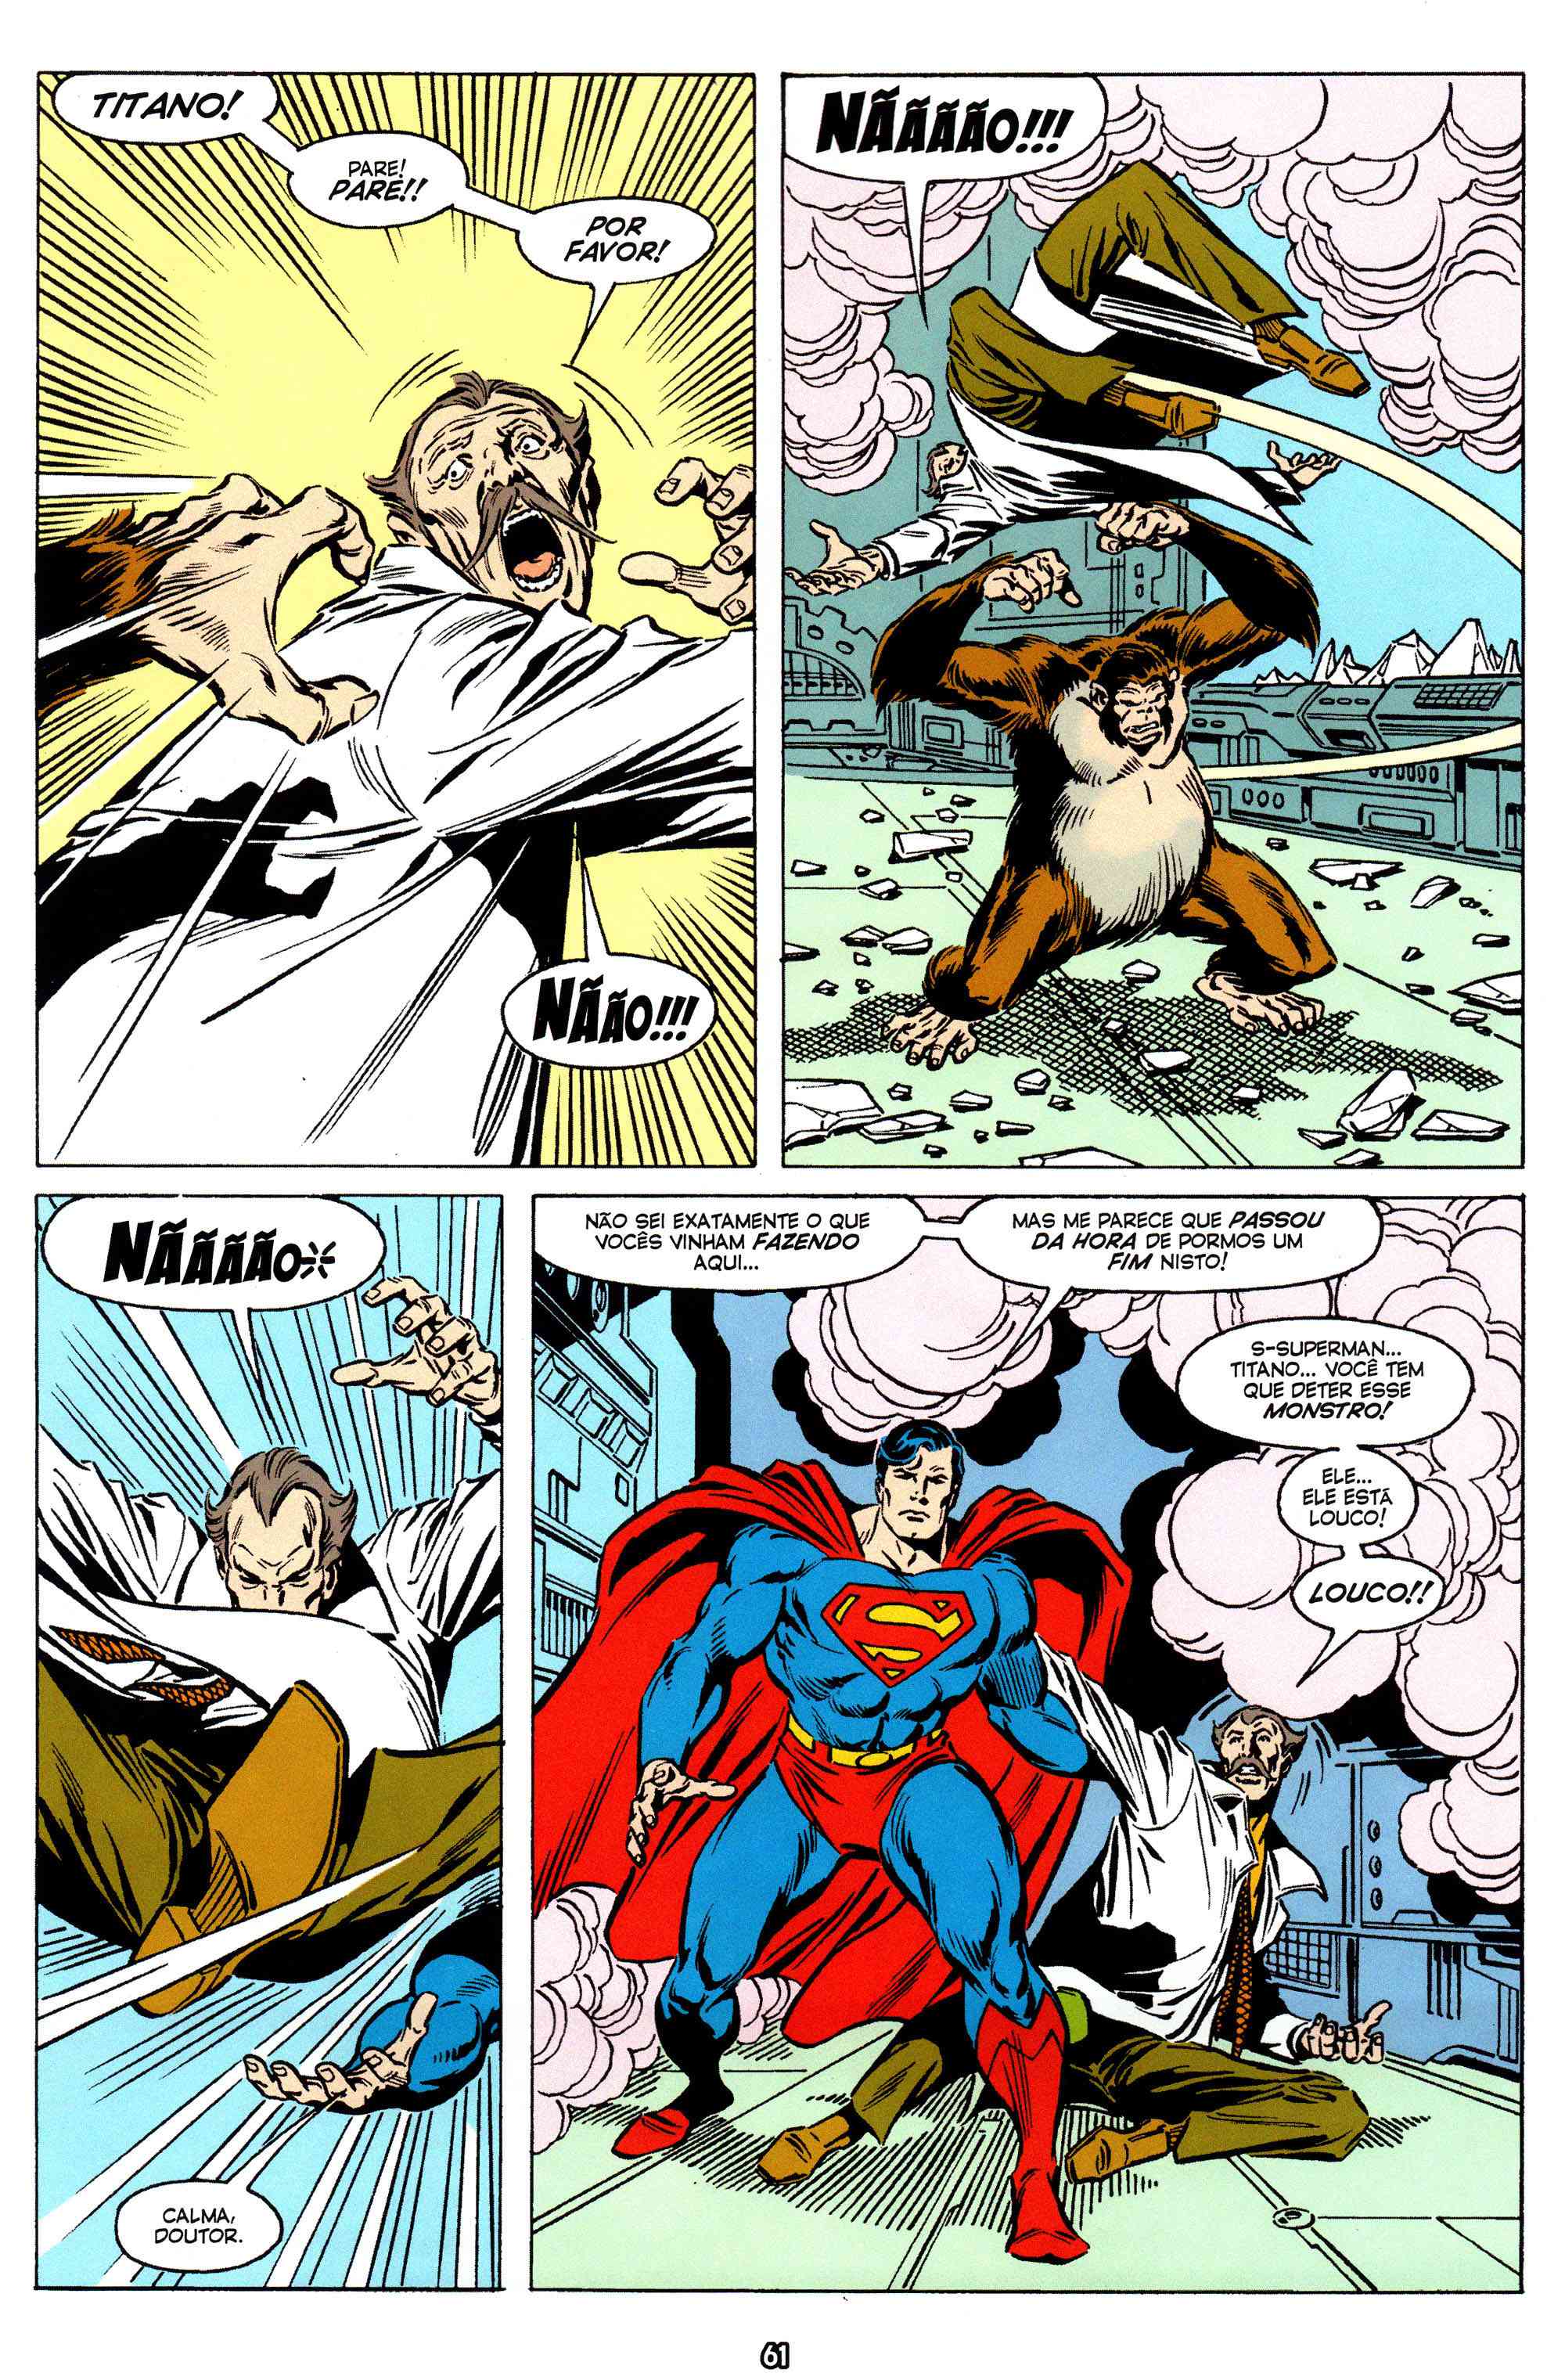 TITANO!
PARE!
PARE!!
POR
FAVOR!
NÃÃO!!!
NÃÃÃÃO!!!
NÃÃÃÃO
CALMA,
DOUTOR.
NÃO SEI EXATAMENTE O QUE
VOCÊS VINHAM FAZENDO
AQUI...
MAS ME PARECE QUE PASSOU
DA HORA DE PORMOS UM
FIM NISTO!
S-SUPERMAN...
TITANO... VOCÊ TEM
QUE DETER ESSE
MONSTRO!
ELE...
ELE ESTÁ
LOUCO!
LOUCO!!
S
61